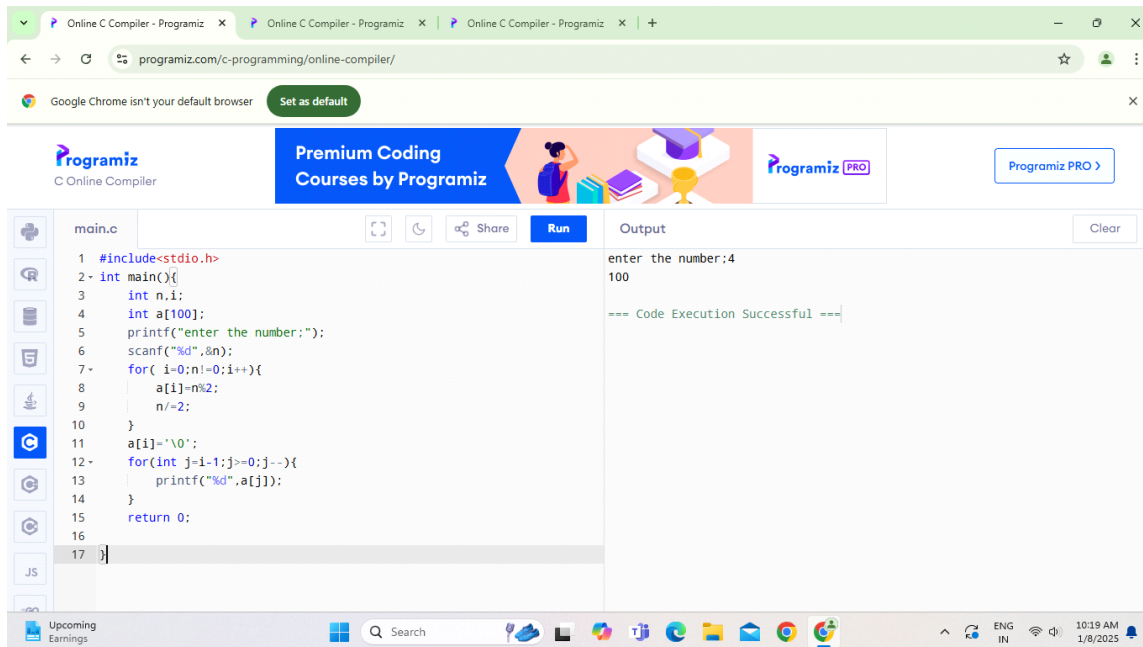 Online C Compiler - Programiz
Online C Compiler - Programiz
Online C Compiler - Programiz
programiz.com/c-programming/online-compiler/
Google Chrome isn't your default browser
Set as default
Programiz
C Online Compiler
Premium Coding
Courses by Programiz
Programiz PRO
Programiz PRO >
main.c
Share
Run
Output
Clear
1 #include<stdio.h>
2 int main(){
3 int n,i;
4 int a[100];
5 printf("enter the number;");
6 scanf("%d",&n);
7 for( i=0;n!=0;i++){
8 a[i]=n%2;
9 n/=2;
10 }
11 a[i]='\0';
12 for(int j=i-1;j>=0;j--){
13 printf("%d",a[j]);
14 }
15 return 0;
16
17 }
enter the number;4
100
=== Code Execution Successful ===
JS
Upcoming
Earnings
Search
ENG
IN
10:19 AM
1/8/2025